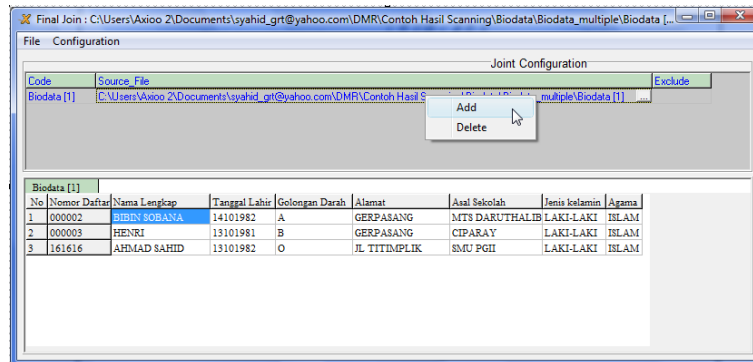 Final Join : C:\Users\Axioo 2\Documents\syahid_grt@yahoo.com\DMR\Contoh Hasil Scanning\Biodata\Biodata_multiple\Biodata [...
File Configuration
Joint Configuration
Code Source_File Exclude
Biodata [1] C:\Users\Axioo 2\Documents\syahid_grt@yahoo.com\DMR\Contoh Hasil multiple\Biodata [1] ...
Add
Delete
Biodata [1]
No Nomor Daftar Nama Lengkap Tanggal Lahir Golongan Darah Alamat Asal Sekolah Jenis kelamin Agama
1 000002 BIBIN SOBANA 14101982 A GERPASANG MTS DARUTHALIB LAKI-LAKI ISLAM
2 000003 HENRI 13101981 B GERPASANG CIPARAY LAKI-LAKI ISLAM
3 161616 AHMAD SAHID 13101982 O JL TITIMPLIK SMU PGII LAKI-LAKI ISLAM